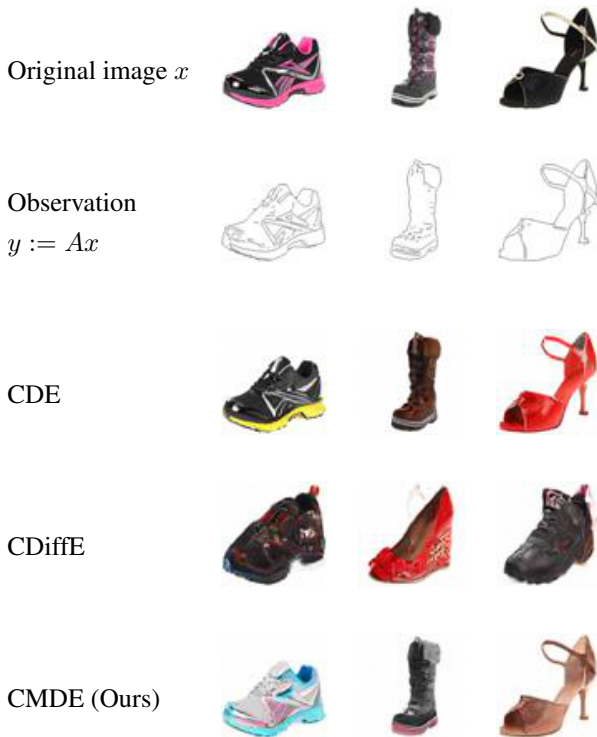 Original image x
Observation
y := Ax
CDE
CDiffE
CMDE (Ours)